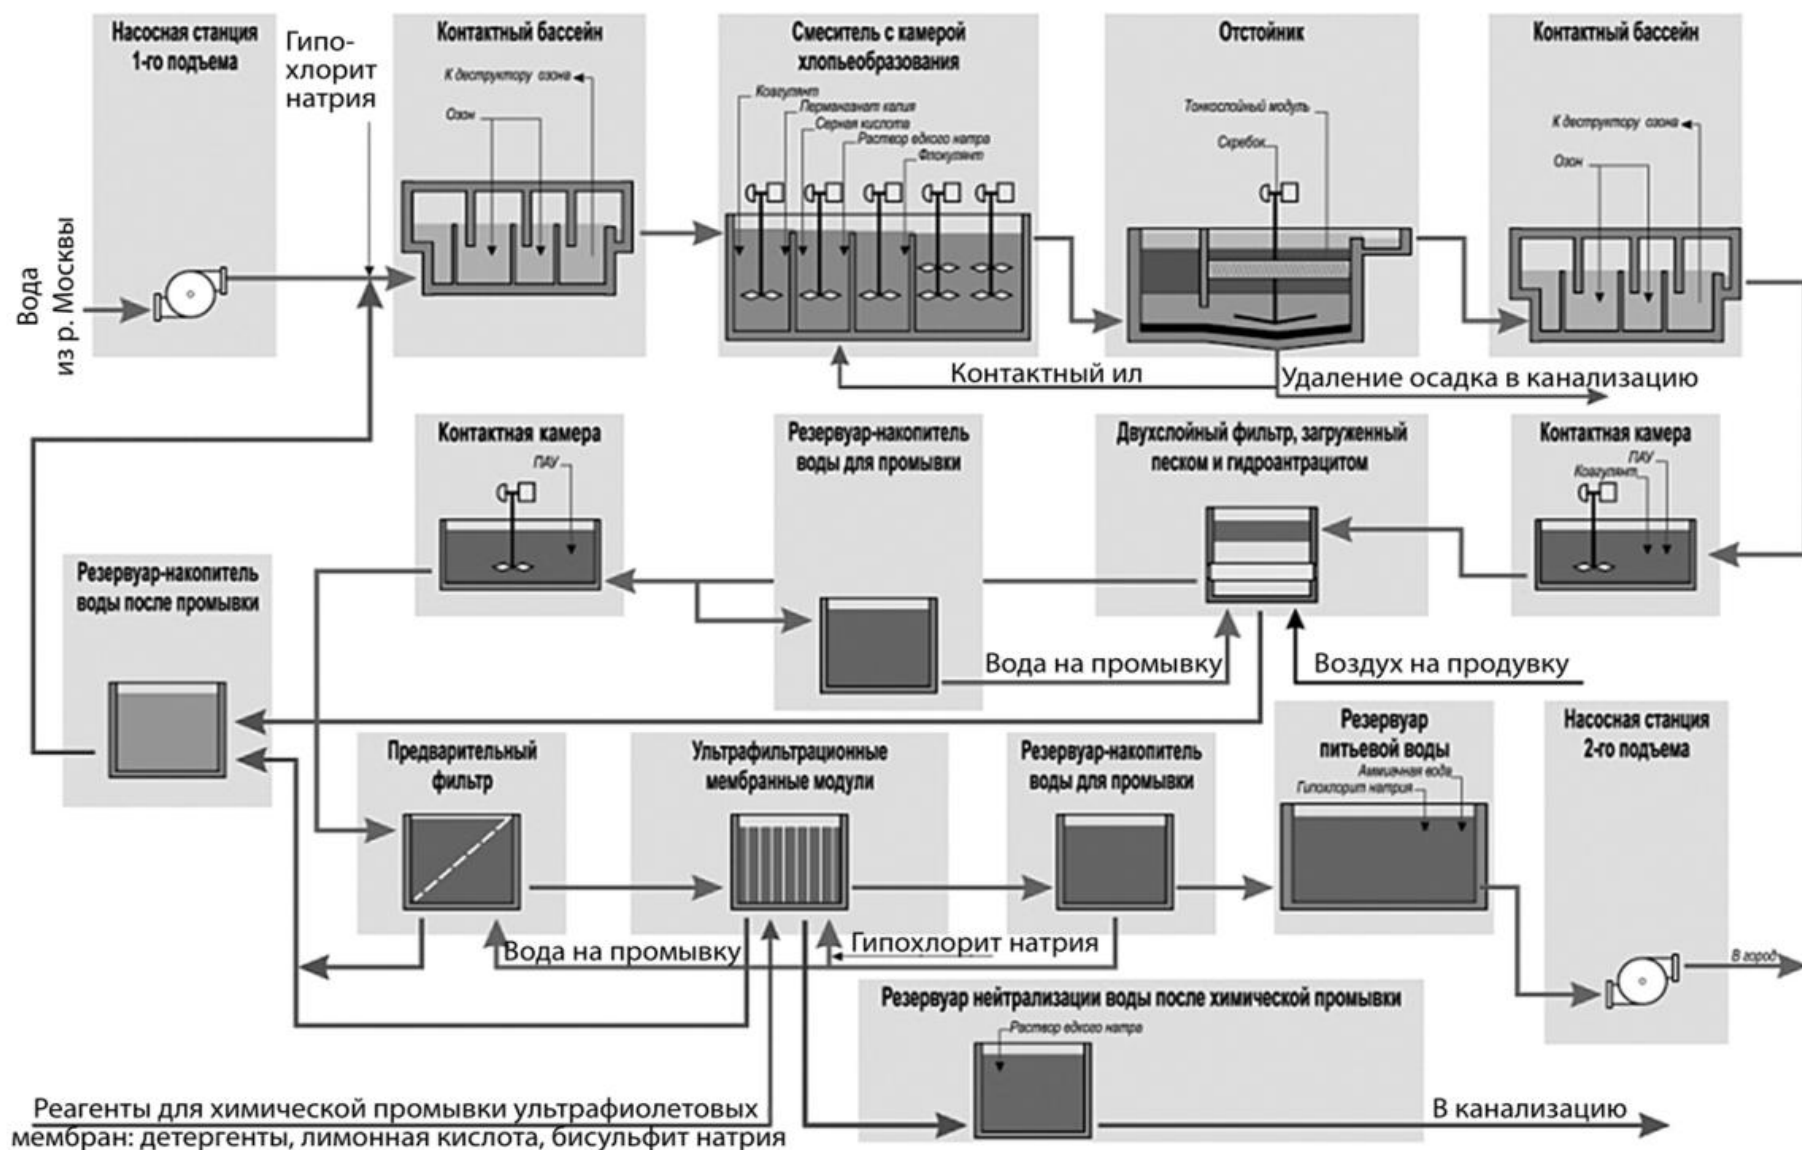 Насосная станция
1-го подъема
Гипо-
хлорит
натрия
Контактный бассейн
К деструктору озона
Озон
Смеситель с камерой
хлопьеобразования
Коагулянт
Перманганат калия
Серная кислота
Раствор едкого натра
Флокулянт
Отстойник
Тонкослойный модуль
Скребок
Контактный бассейн
К деструктору озона
Озон
Вода
из р. Москвы
Контактный ил
Удаление осадка в канализацию
Контактная камера
ПАУ
Резервуар-накопитель
воды для промывки
Двухслойный фильтр, загруженный
песком и гидроантрацитом
Контактная камера
ПАУ
Коагулянт
Резервуар-накопитель
воды после промывки
Вода на промывку
Воздух на продувку
Предварительный
фильтр
Ультрафильтрационные
мембранные модули
Резервуар-накопитель
воды для промывки
Резервуар
питьевой воды
Аммиачная вода
Гипохлорит натрия
Насосная станция
2-го подъема
Вода на промывку
Гипохлорит натрия
В город
Резервуар нейтрализации воды после химической промывки
Раствор едкого натра
Реагенты для химической промывки ультрафиолетовых
мембран: детергенты, лимонная кислота, бисульфит натрия
В канализацию